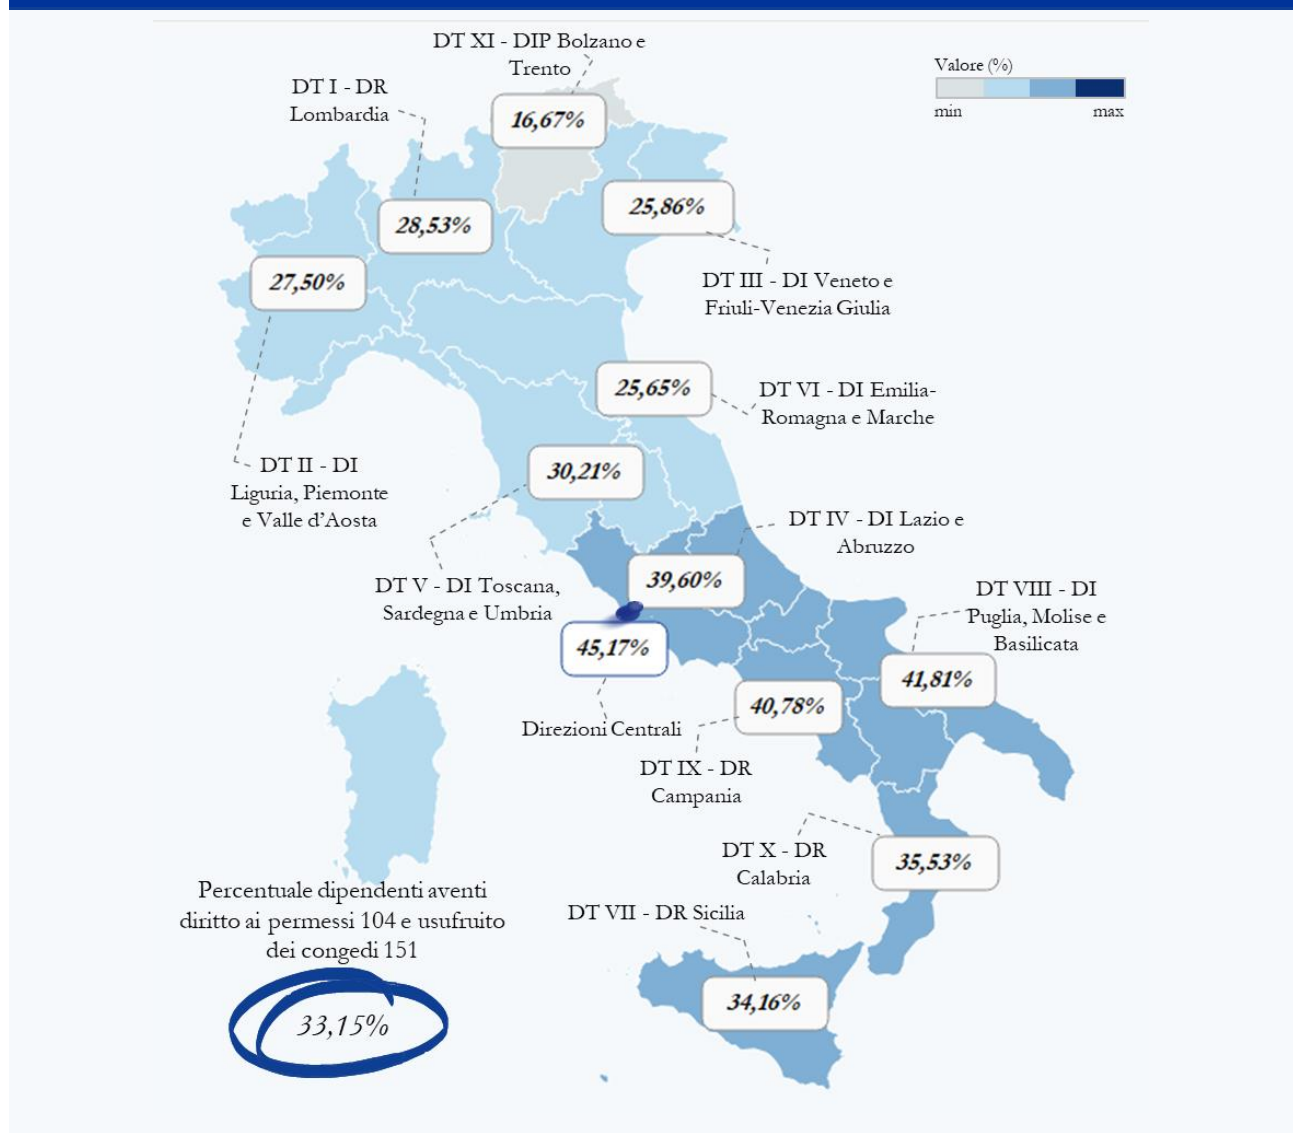 DT XI - DIP Bolzano e
Trento
Valore (%)
min
max
DT I - DR
Lombardia
16,67%
25,86%
28,53%
27,50%
DT III - DI Veneto e
Friuli-Venezia Giulia
25,65%
DT VI - DI Emilia-
Romagna e Marche
30,21%
DT II - DI
Liguria, Piemonte
e Valle d’Aosta
DT IV - DI Lazio e
Abruzzo
39,60%
DT V - DI Toscana,
Sardegna e Umbria
DT VIII - DI
Puglia, Molise e
Basilicata
45,17%
41,81%
40,78%
Direzioni Centrali
DT IX - DR
Campania
DT X - DR
Calabria
35,53%
Percentuale dipendenti aventi
diritto ai permessi 104 e usufruito
dei congedi 151
33,15%
DT VII - DR Sicilia
34,16%